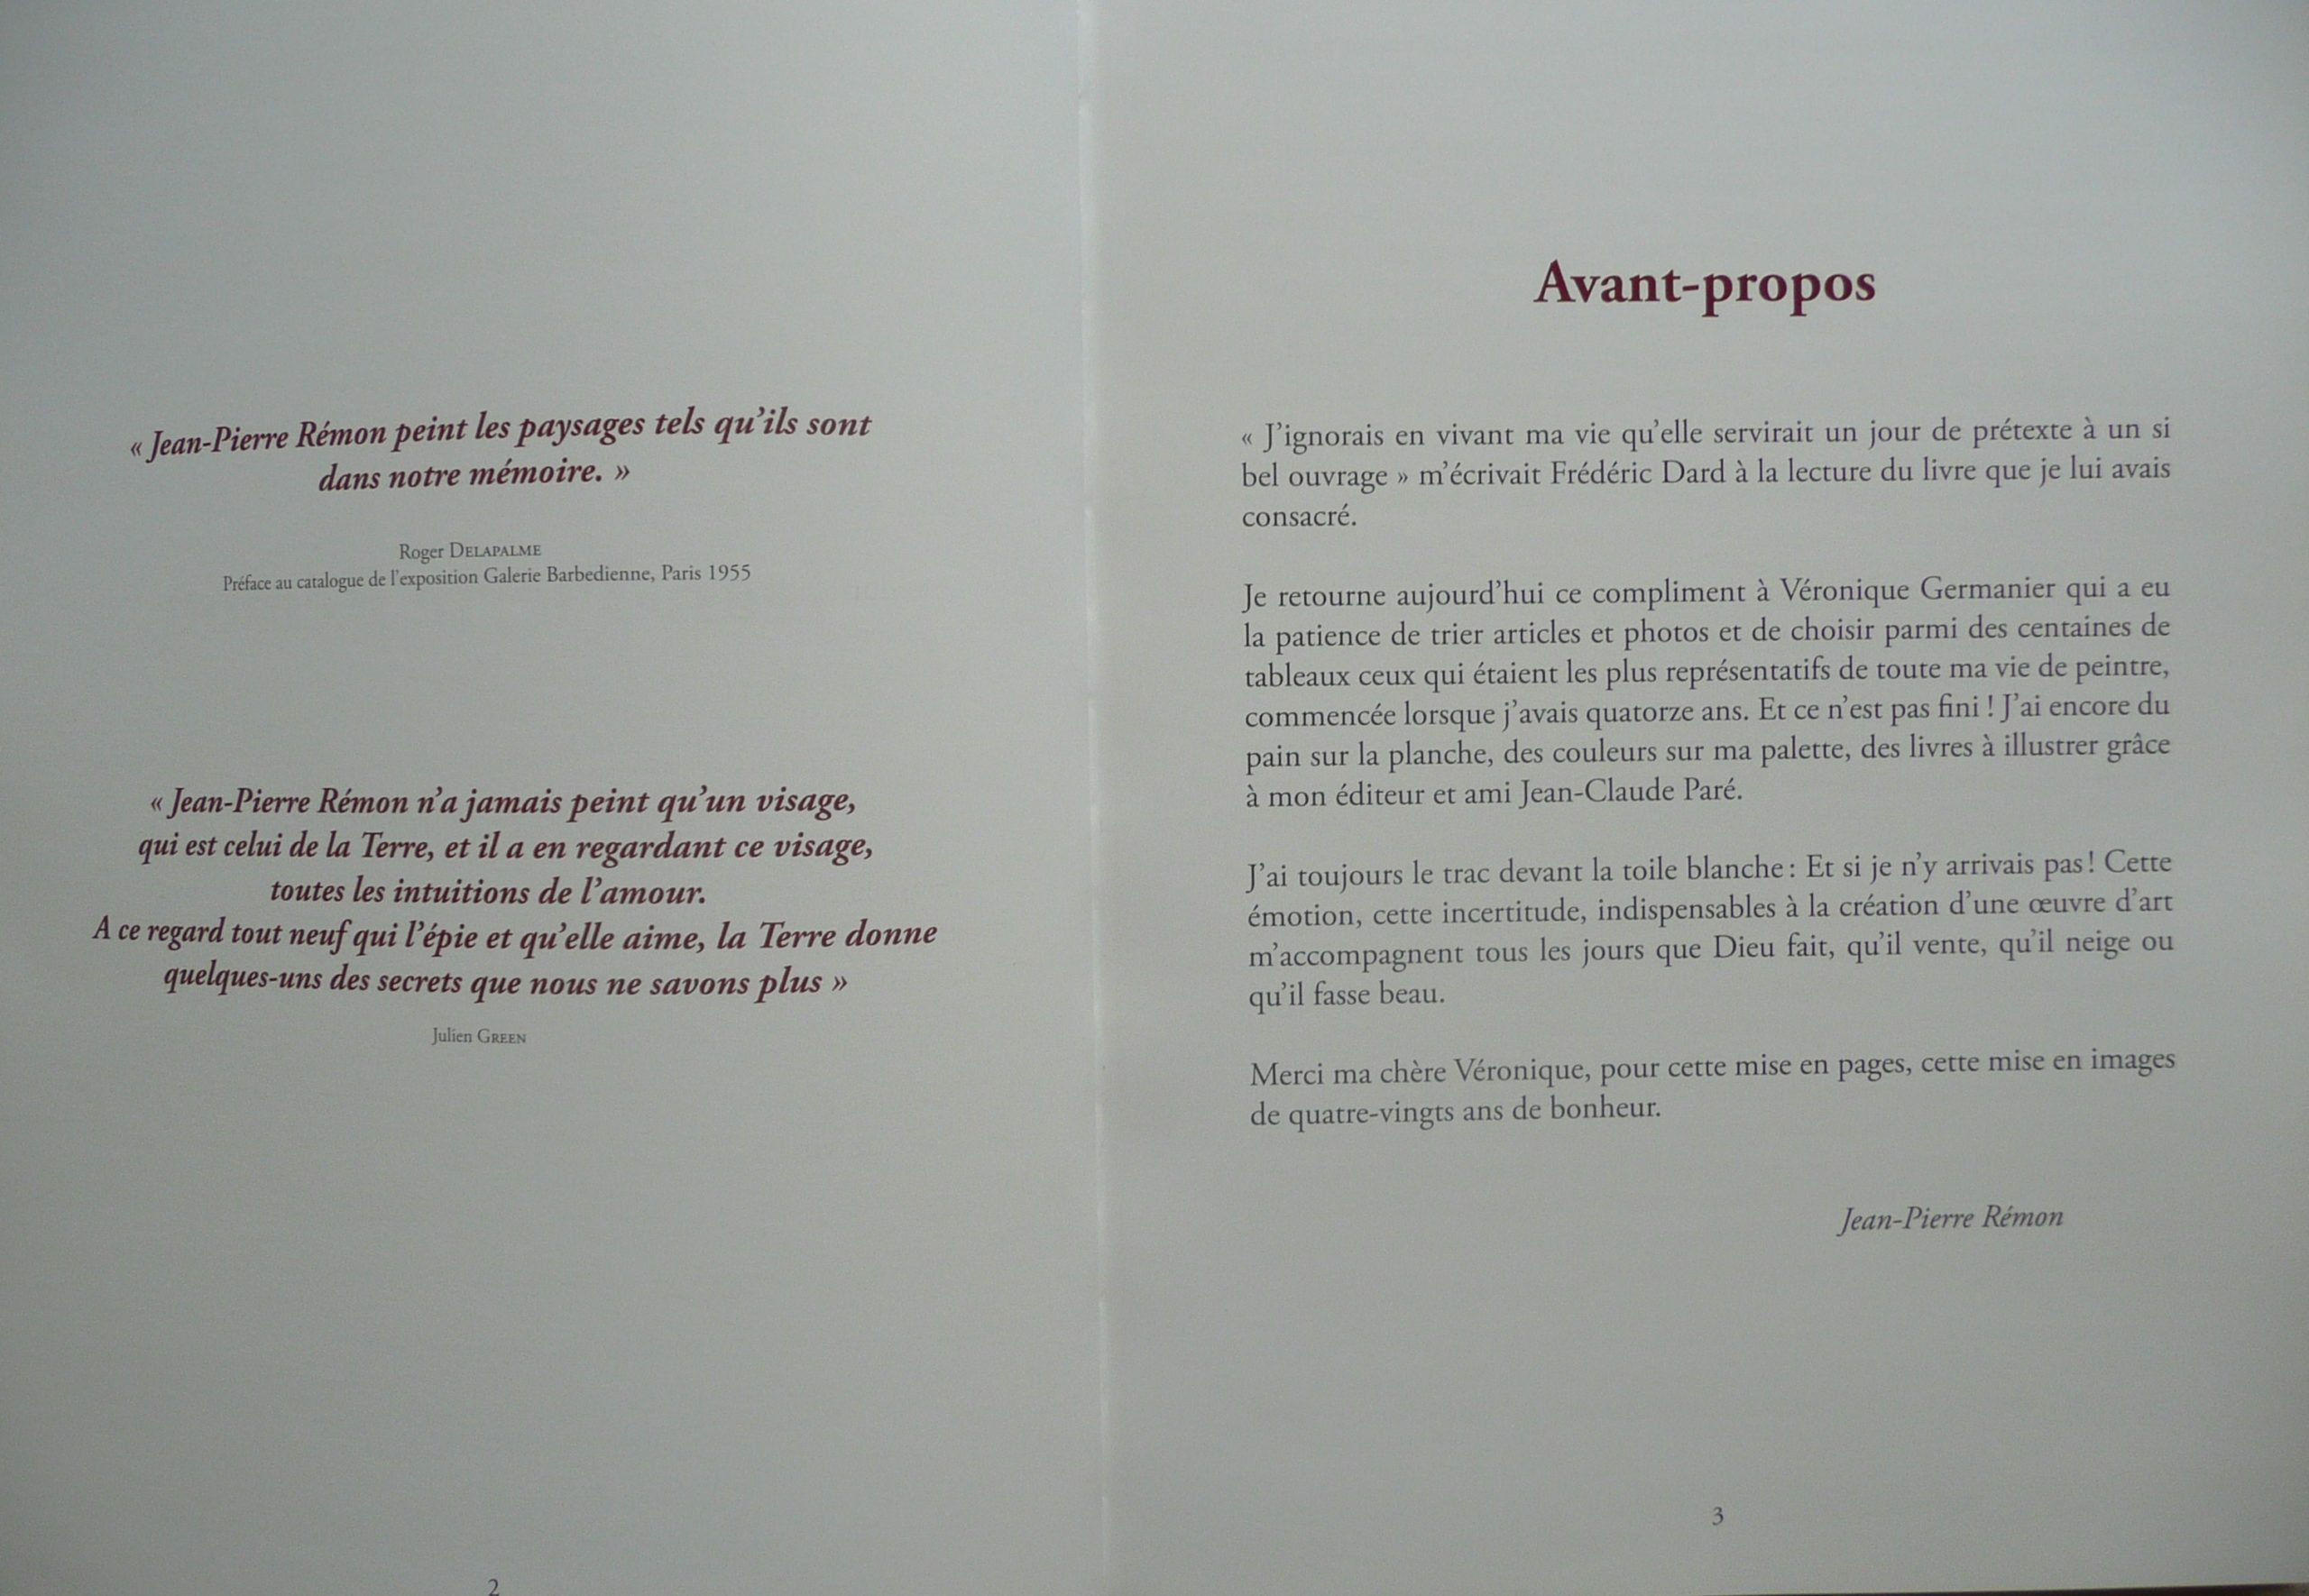 « Jean-Pierre Rémon peint les paysages tels qu’ils sont
dans notre mémoire. »
Roger DELAPALME
Préface au catalogue de l’exposition Galerie Barbedienne, Paris 1955
« Jean-Pierre Rémon n’a jamais peint qu’un visage,
qui est celui de la Terre, et il a en regardant ce visage,
toutes les intuitions de l’amour.
A ce regard tout neuf qui l’épie et qu’elle aime, la Terre donne
quelques-uns des secrets que nous ne savons plus »
Julien GREEN
2
Avant-propos
« J’ignorais en vivant ma vie qu’elle servirait un jour de prétexte à un si
bel ouvrage » m’écrivait Frédéric Dard à la lecture du livre que je lui avais
consacré.
Je retourne aujourd’hui ce compliment à Véronique Germanier qui a eu
la patience de trier articles et photos et de choisir parmi des centaines de
tableaux ceux qui étaient les plus représentatifs de toute ma vie de peintre,
commencée lorsque j’avais quatorze ans. Et ce n’est pas fini ! J’ai encore du
pain sur la planche, des couleurs sur ma palette, des livres à illustrer grâce
à mon éditeur et ami Jean-Claude Paré.
J’ai toujours le trac devant la toile blanche : Et si je n’y arrivais pas ! Cette
émotion, cette incertitude, indispensables à la création d’une œuvre d’art
m’accompagnent tous les jours que Dieu fait, qu’il vente, qu’il neige ou
qu’il fasse beau.
Merci ma chère Véronique, pour cette mise en pages, cette mise en images
de quatre-vingts ans de bonheur.
Jean-Pierre Rémon
3